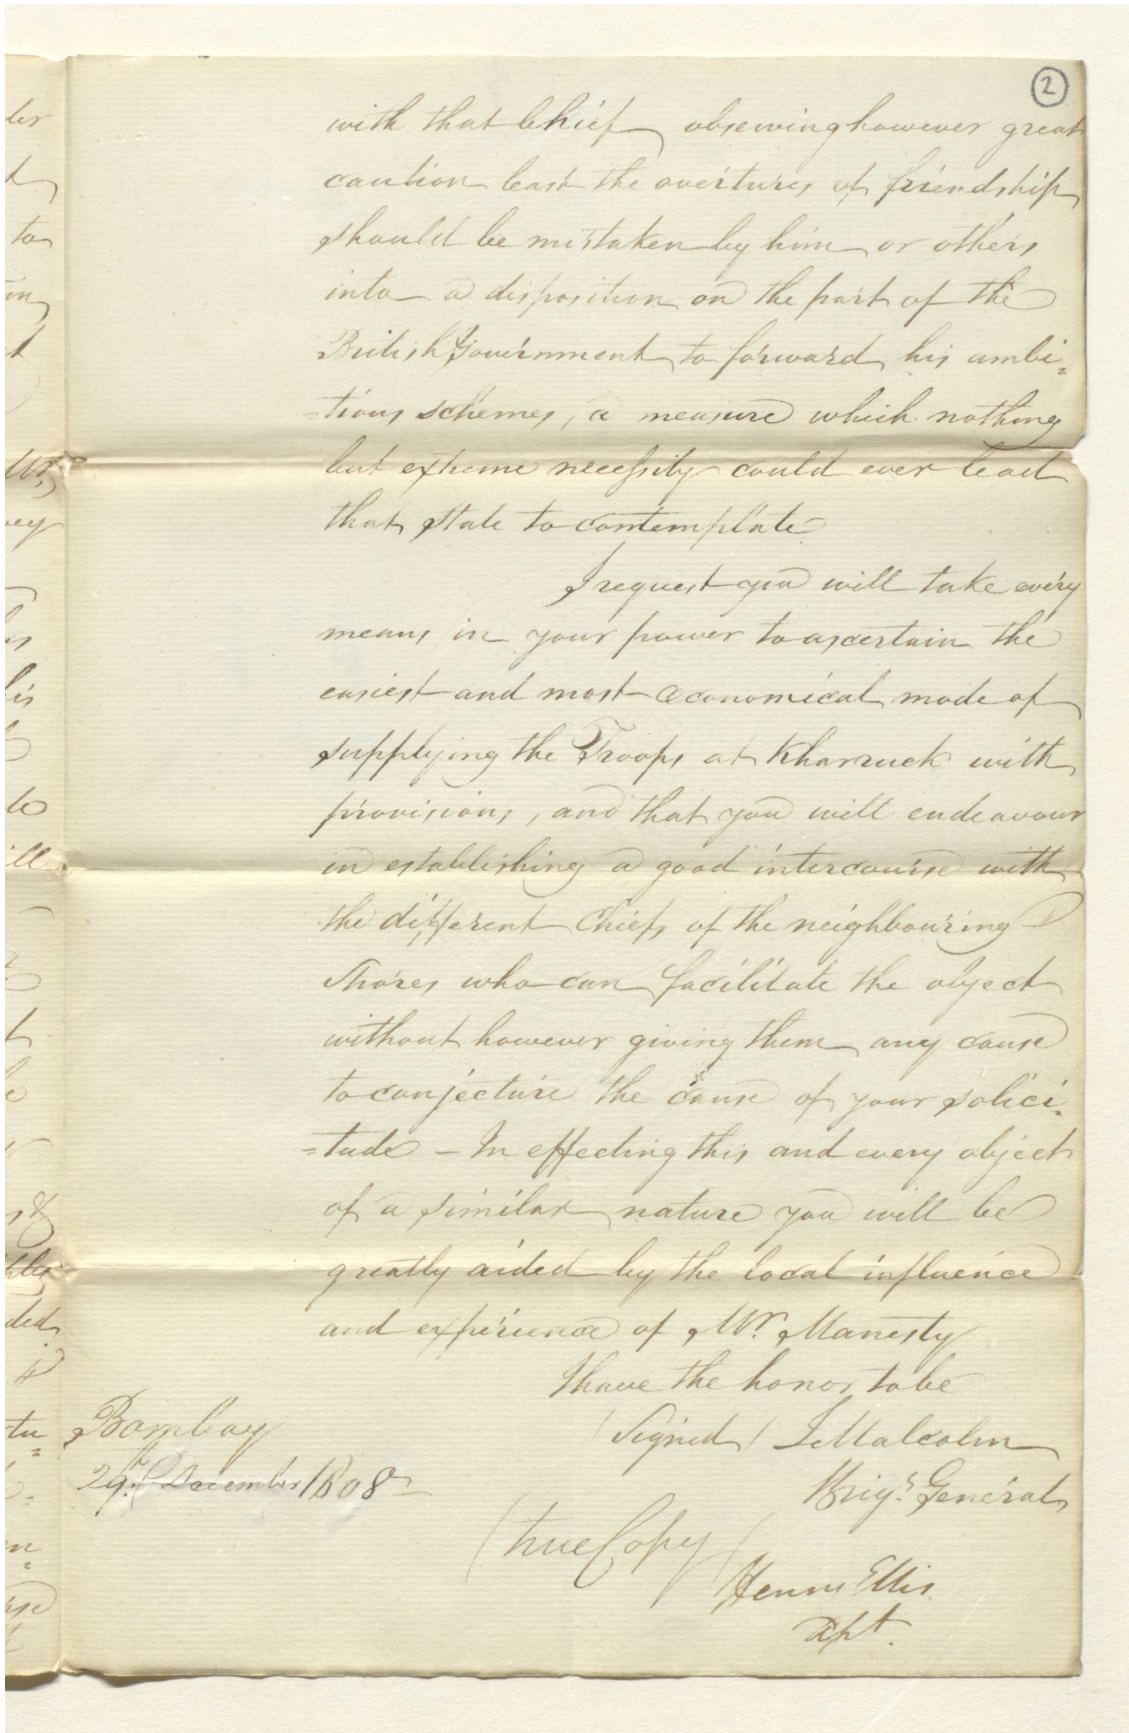 2
with that Chief, observing however great
caution least the overtures of friendship
should be mistaken by him or others
into a disposition on the part of the
British Government to forward his ambi=
=tious schemes, a measure which nothing
but extreme necessity could ever lead
that state to contemplate
I request you will take every
means in your power to ascertain the
easiest and most œconomical mode of
supplying the Troops at Kharruck with
provisions, and that you will endeavour
in establishing a good intercourse with
the different Chiefs of the neighbouring
Shores who can facilitate the object
without however giving them any cause
to conjecture the cause of your solici=
=tude – In effecting this and every object
of a similar nature you will be
greatly aided by the local influence
and experience of Mr. Manesty
I have the honor to be
(Signed) J. Malcolm
Bombay
29th December 1808
Brigr. General
(true Copy)
Henry Ellis